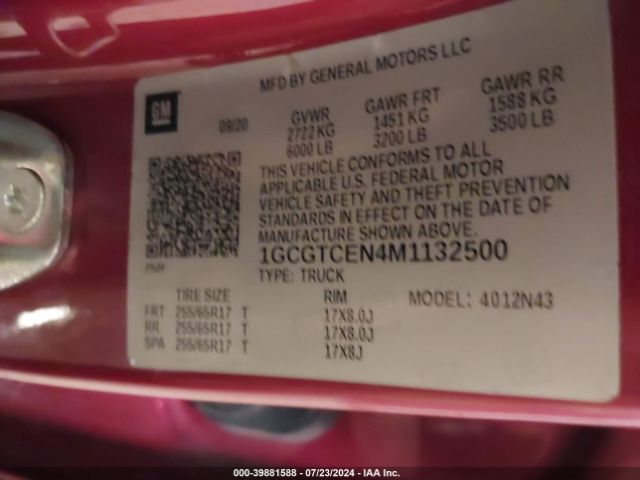 MFD BY GENERAL MOTORS LLC
GM
09/20
GVWR GAWR FRT GAWR RR
2722 KG 1451 KG 1588 KG
6000 LB 3200 LB 3500 LB
THIS VEHICLE CONFORMS TO ALL
APPLICABLE U.S. FEDERAL MOTOR
VEHICLE SAFETY AND THEFT PREVENTION
STANDARDS IN EFFECT ON THE DATE OF
MANUFACTURE SHOWN ABOVE.
1GCGTCEN4M1132500
TYPE: TRUCK
TIRE SIZE RIM MODEL: 4012N43
FRT 255/65R17 T 17X8.0J
RR 255/65R17 T 17X8.0J
SPA 255/65R17 T 17X8J
000-39881588 - 07/23/2024 - IAA Inc.